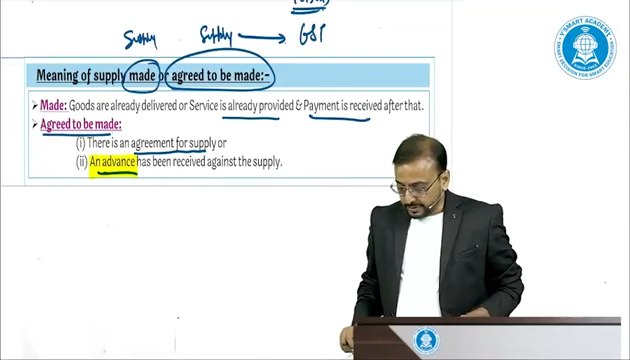 Supply Supply → GST
Meaning of supply made or agreed to be made:-
➤ Made: Goods are already delivered or Service is already provided & Payment is received after that.
➤ Agreed to be made:
(i) There is an agreement for supply or
(ii) An advance has been received against the supply.
V'SMART ACADEMY